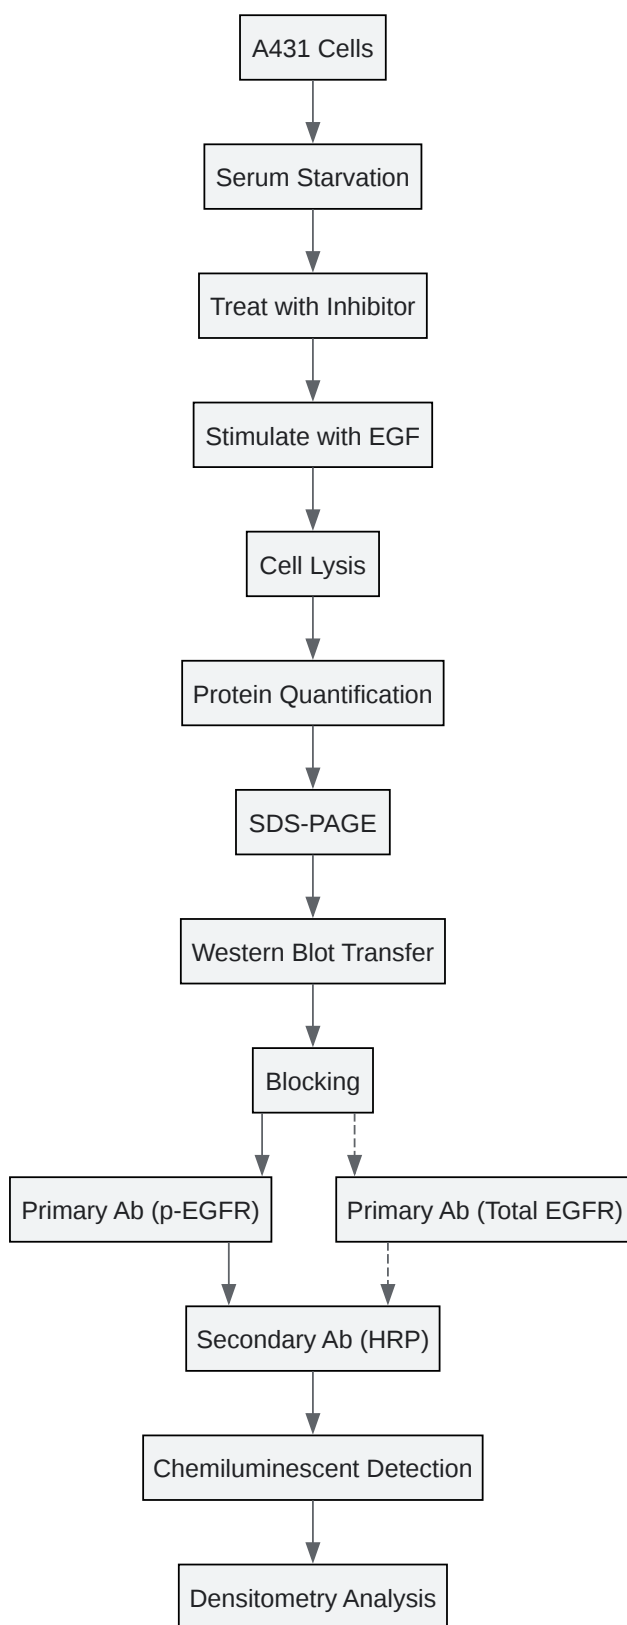 A431 Cells
Serum Starvation
Treat with Inhibitor
Stimulate with EGF
Cell Lysis
Protein Quantification
SDS-PAGE
Western Blot Transfer
Blocking
Primary Ab (p-EGFR)
Primary Ab (Total EGFR)
Secondary Ab (HRP)
Chemiluminescent Detection
Densitometry Analysis